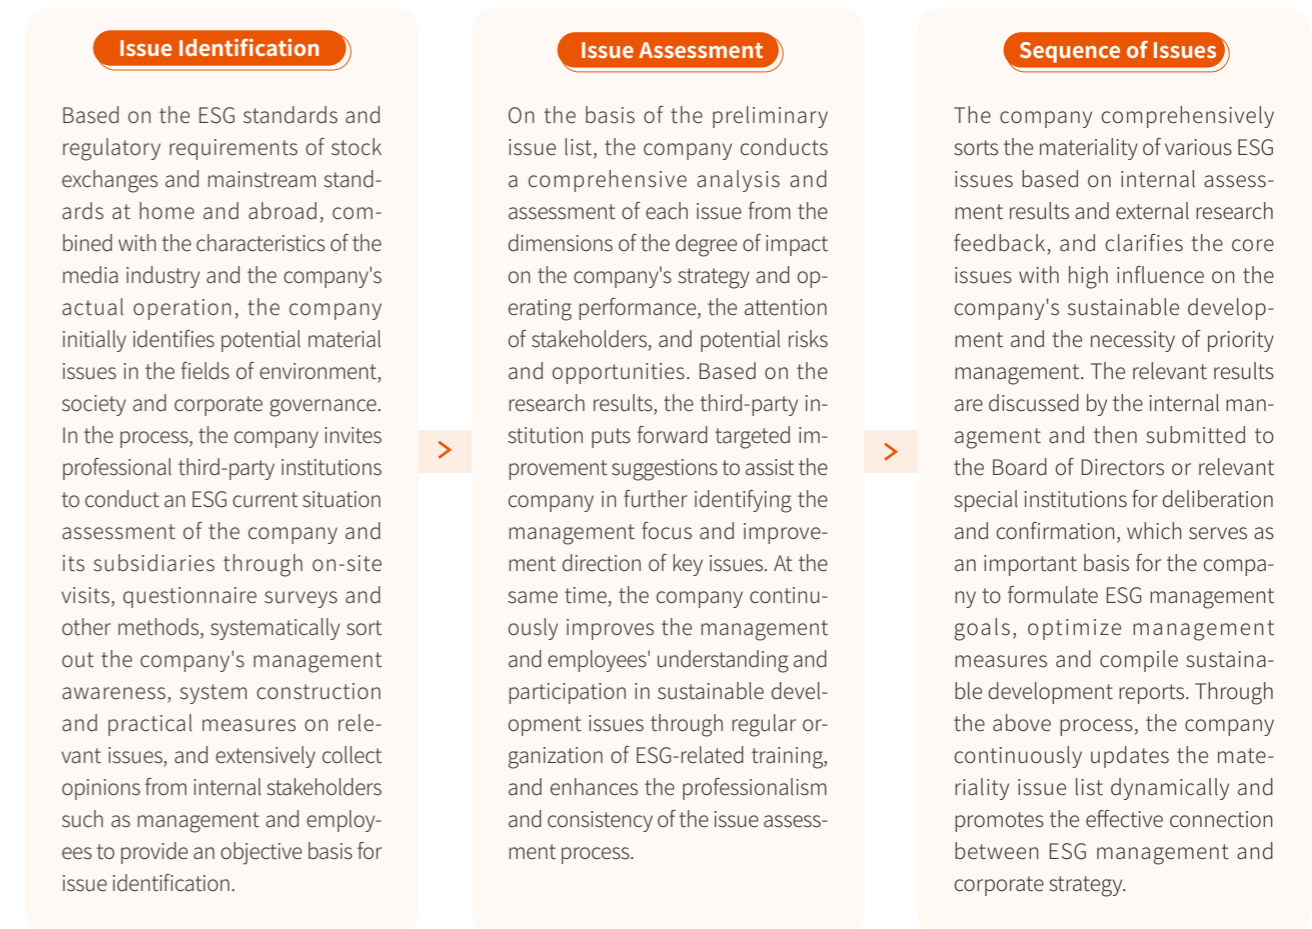 Issue Identification
Based on the ESG standards and
regulatory requirements of stock
exchanges and mainstream stand-
ards at home and abroad, com-
bined with the characteristics of the
media industry and the company's
actual operation, the company
initially identifies potential material
issues in the fields of environment,
society and corporate governance.
In the process, the company invites
professional third-party institutions
to conduct an ESG current situation
assessment of the company and
its subsidiaries through on-site
visits, questionnaire surveys and
other methods, systematically sort
out the company's management
awareness, system construction
and practical measures on rele-
vant issues, and extensively collect
opinions from internal stakeholders
such as management and employ-
ees to provide an objective basis for
issue identification.
>
Issue Assessment
On the basis of the preliminary
issue list, the company conducts
a comprehensive analysis and
assessment of each issue from the
dimensions of the degree of impact
on the company's strategy and op-
erating performance, the attention
of stakeholders, and potential risks
and opportunities. Based on the
research results, the third-party in-
stitution puts forward targeted im-
provement suggestions to assist the
company in further identifying the
management focus and improve-
ment direction of key issues. At the
same time, the company continu-
ously improves the management
and employees' understanding and
participation in sustainable devel-
opment issues through regular or-
ganization of ESG-related training,
and enhances the professionalism
and consistency of the issue assess-
ment process.
>
Sequence of Issues
The company comprehensively
sorts the materiality of various ESG
issues based on internal assess-
ment results and external research
feedback, and clarifies the core
issues with high influence on the
company's sustainable develop-
ment and the necessity of priority
management. The relevant results
are discussed by the internal man-
agement and then submitted to
the Board of Directors or relevant
special institutions for deliberation
and confirmation, which serves as
an important basis for the compa-
ny to formulate ESG management
goals, optimize management
measures and compile sustaina-
ble development reports. Through
the above process, the company
continuously updates the mate-
riality issue list dynamically and
promotes the effective connection
between ESG management and
corporate strategy.